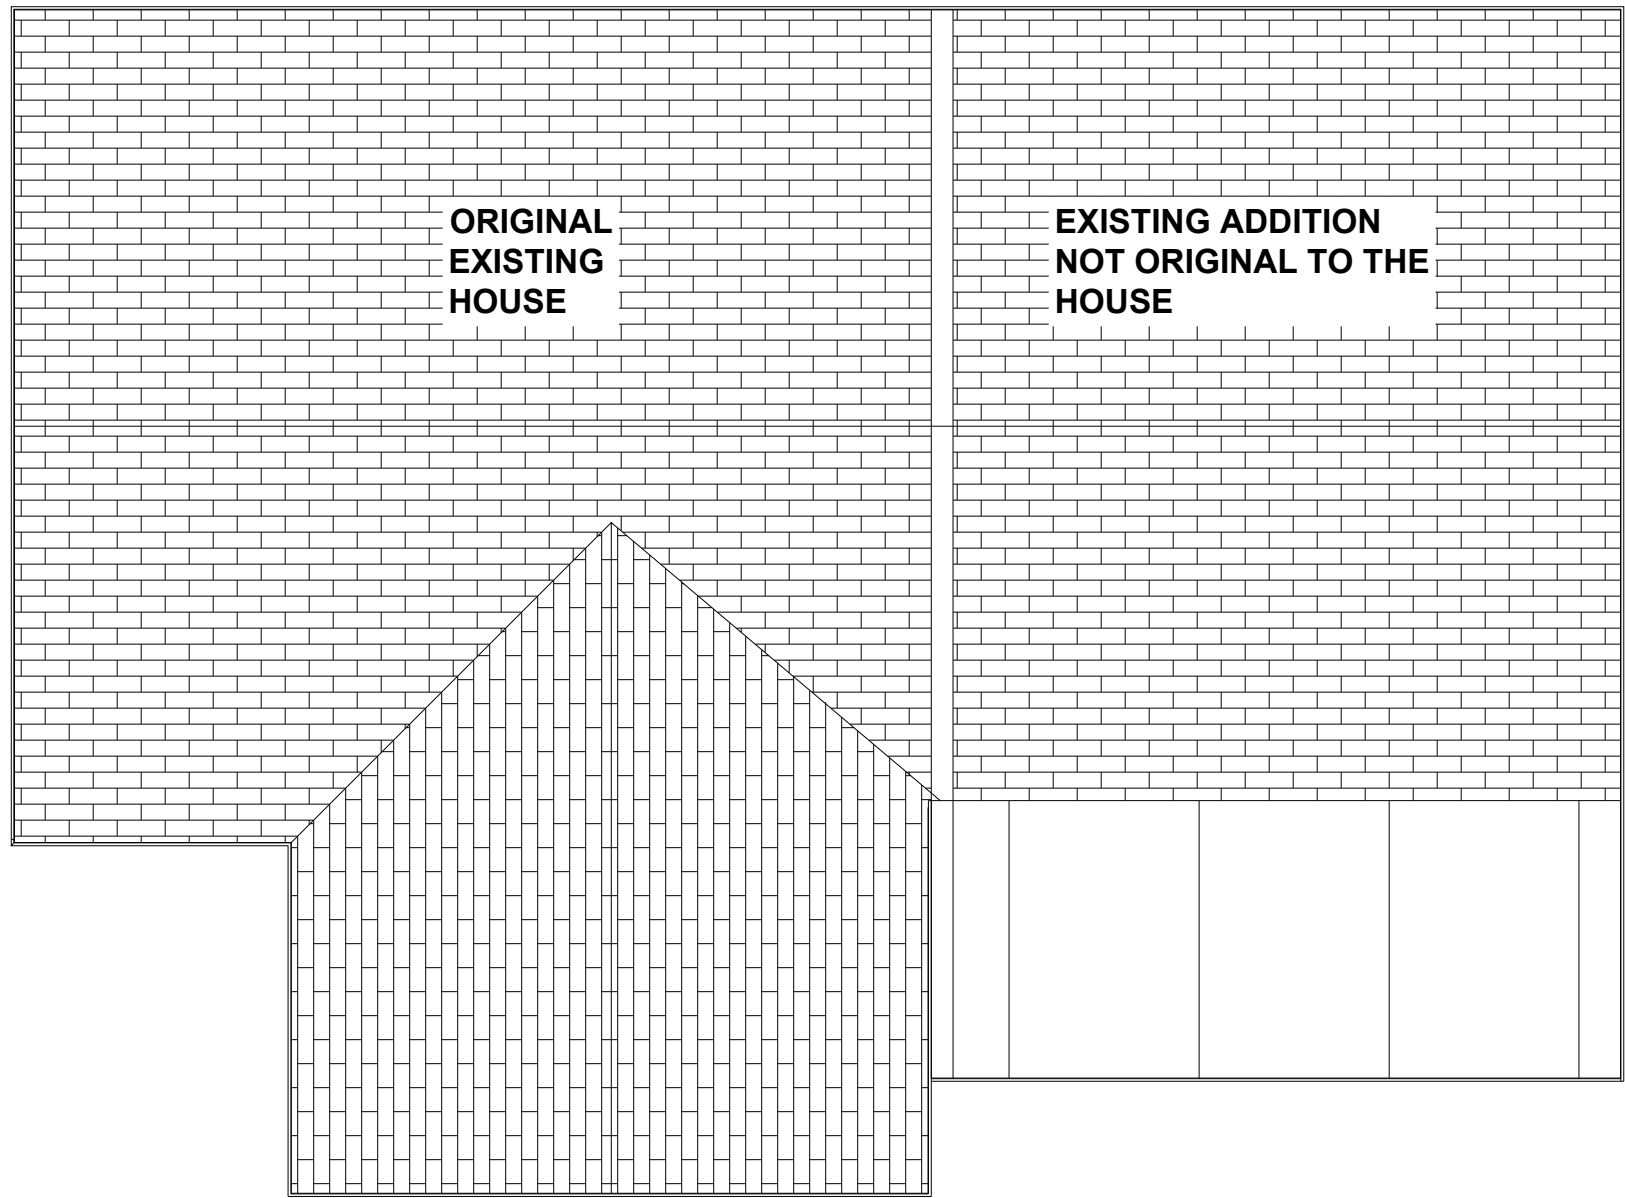 ORIGINAL
EXISTING
HOUSE
EXISTING ADDITION
NOT ORIGINAL TO THE
HOUSE